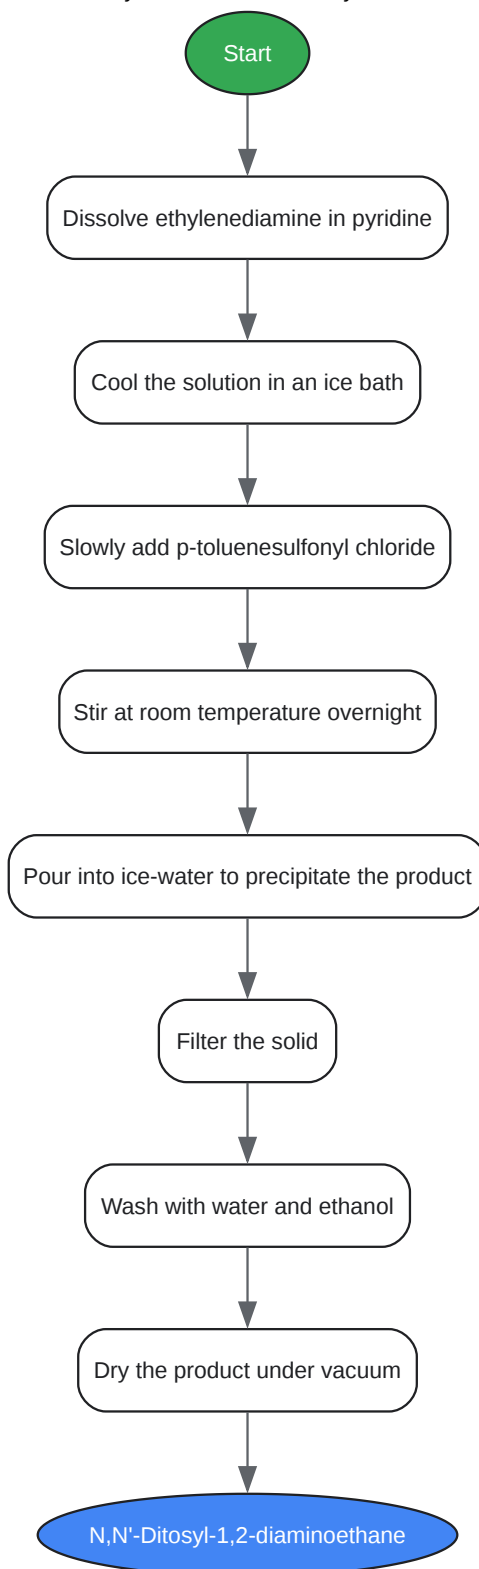 Start
Dissolve ethylenediamine in pyridine
Cool the solution in an ice bath
Slowly add p-toluenesulfonyl chloride
Stir at room temperature overnight
Pour into ice-water to precipitate the product
Filter the solid
Wash with water and ethanol
Dry the product under vacuum
N,N'-Ditosyl-1,2-diaminoethane